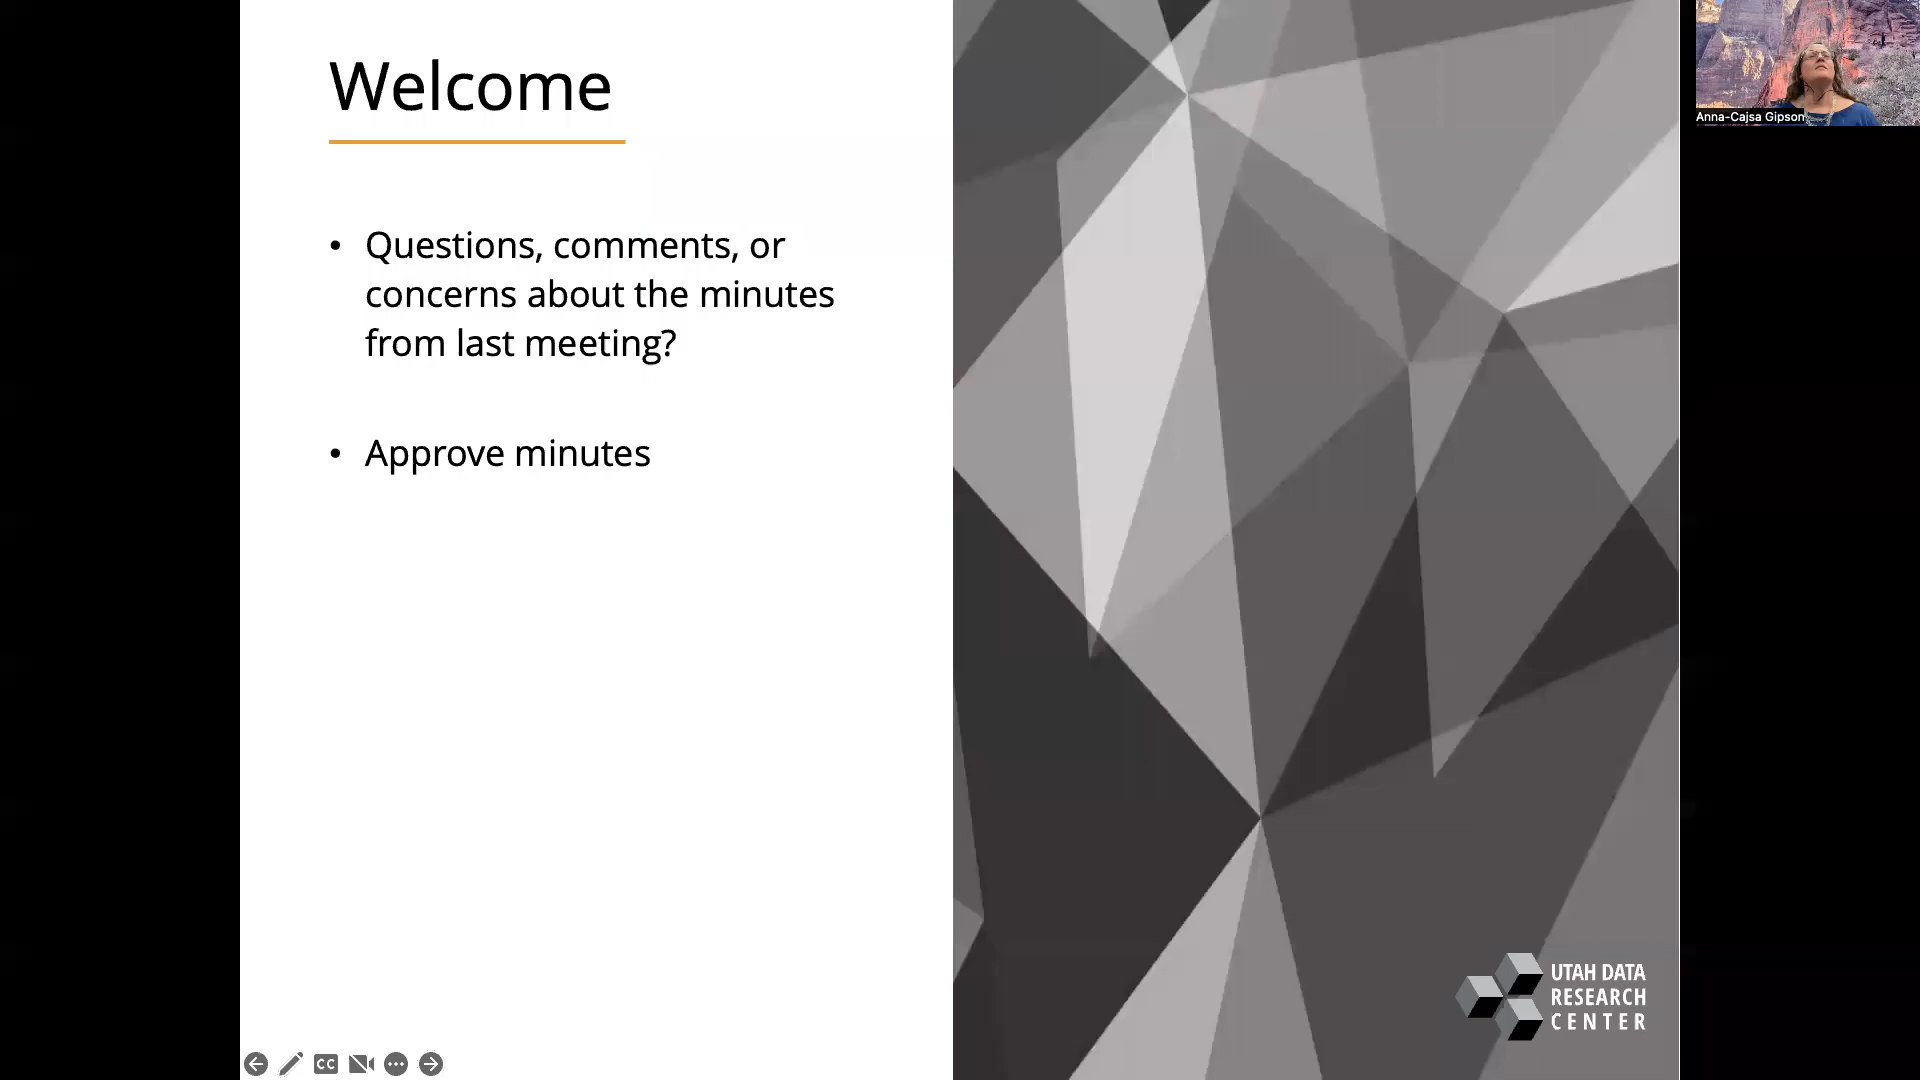 Welcome
• Questions, comments, or
concerns about the minutes
from last meeting?
• Approve minutes
Anna-Cajsa Gipson
UTAH DATA
RESEARCH
CENTER
CC